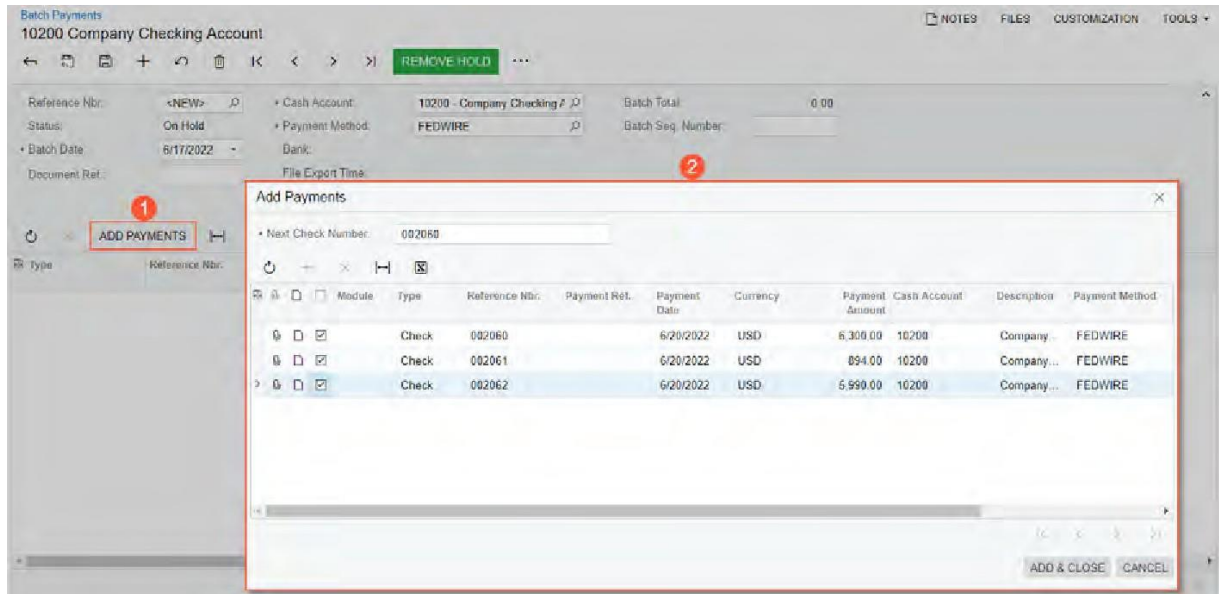 Batch Payments
NOTES FILES CUSTOMIZATION TOOLS
10200 Company Checking Account
REMOVE HOLD ...
Reference Nbr.: <NEW> Cash Account: 10200 - Company Checking A Batch Total: 0.00
Status: On Hold Payment Method: FEDWIRE Batch Seq. Number:
Batch Date: 6/17/2022 Bank:
Document Ref.: File Export Time:
2
Add Payments
1
ADD PAYMENTS
Next Check Number: 002060
Type Reference Nbr.
Module Type Reference Nbr. Payment Ref. Payment Date Currency Payment Amount Cash Account Description Payment Method
Check 002060 6/20/2022 USD 6,300.00 10200 Company... FEDWIRE
Check 002061 6/20/2022 USD 894.00 10200 Company... FEDWIRE
Check 002062 6/20/2022 USD 5,990.00 10200 Company... FEDWIRE
ADD & CLOSE CANCEL